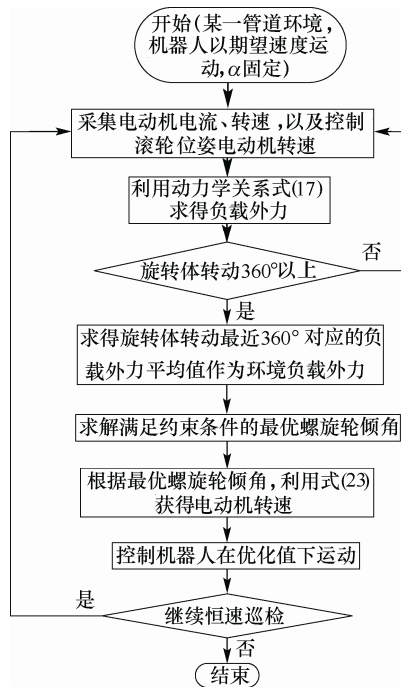 开始(某一管道环境,
机器人以期望速度运
动,α固定)
采集电动机电流、转速,以及控制
滚轮位姿电动机转速
利用动力学关系式(17)
求得负载外力
否
旋转体转动360°以上
是
求得旋转体转动最近360°对应的负
载外力平均值作为环境负载外力
求解满足约束条件的最优螺旋轮倾角
根据最优螺旋轮倾角,利用式(23)
获得电动机转速
控制机器人在优化值下运动
是
继续恒速巡检
否
结束